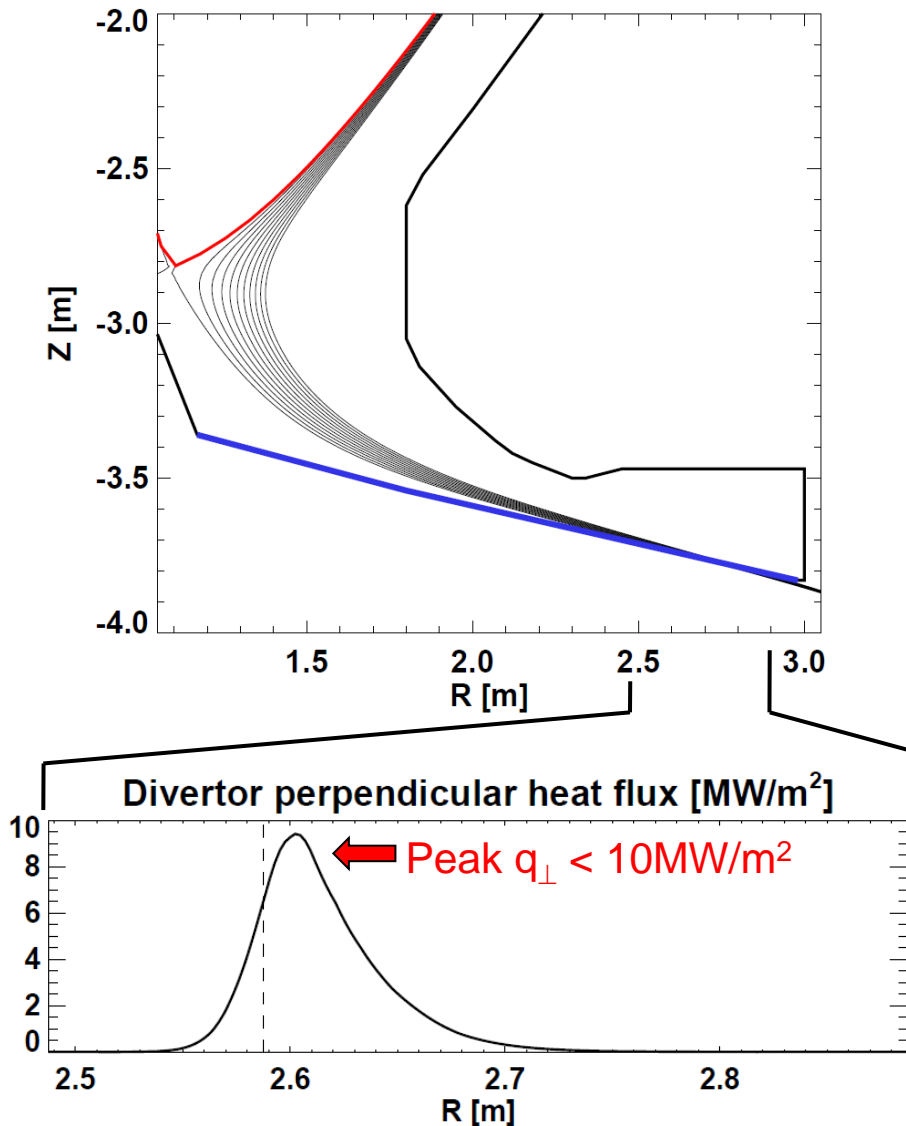 -2.0
-2.5
-3.0
-3.5
-4.0
Z [m]
1.5 2.0 2.5 3.0
R [m]
Divertor perpendicular heat flux [MW/m²]
10
8
6
4
2
0
Peak q⊥ < 10MW/m²
2.5 2.6 2.7 2.8
R [m]